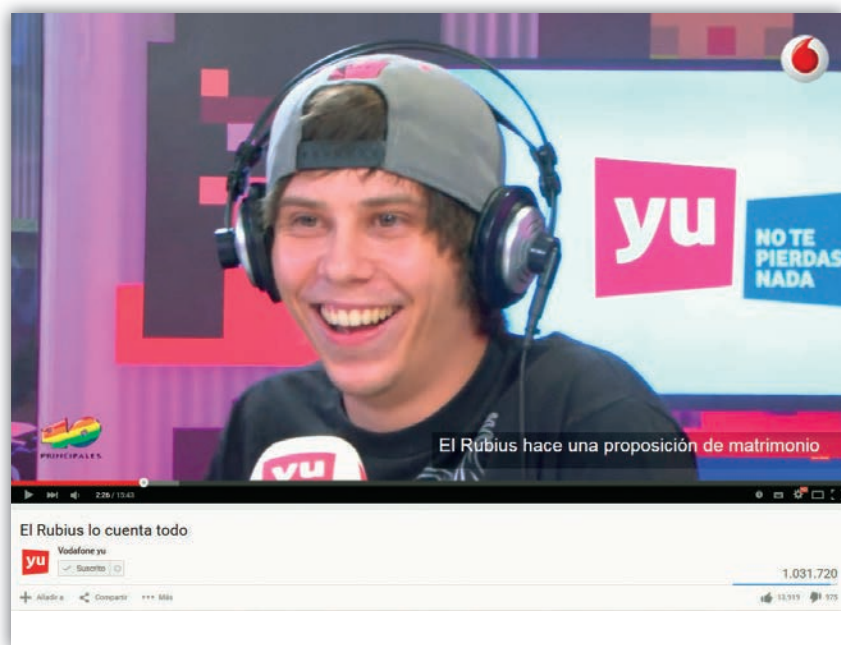 yu
NO TE
PIERDAS
NADA
PRINCIPALES
El Rubius hace una proposición de matrimonio
yu
2:26 / 13:43
El Rubius lo cuenta todo
yu
Vodafone yu
Suscrito
1.031.720
Añadir a Compartir Más
575